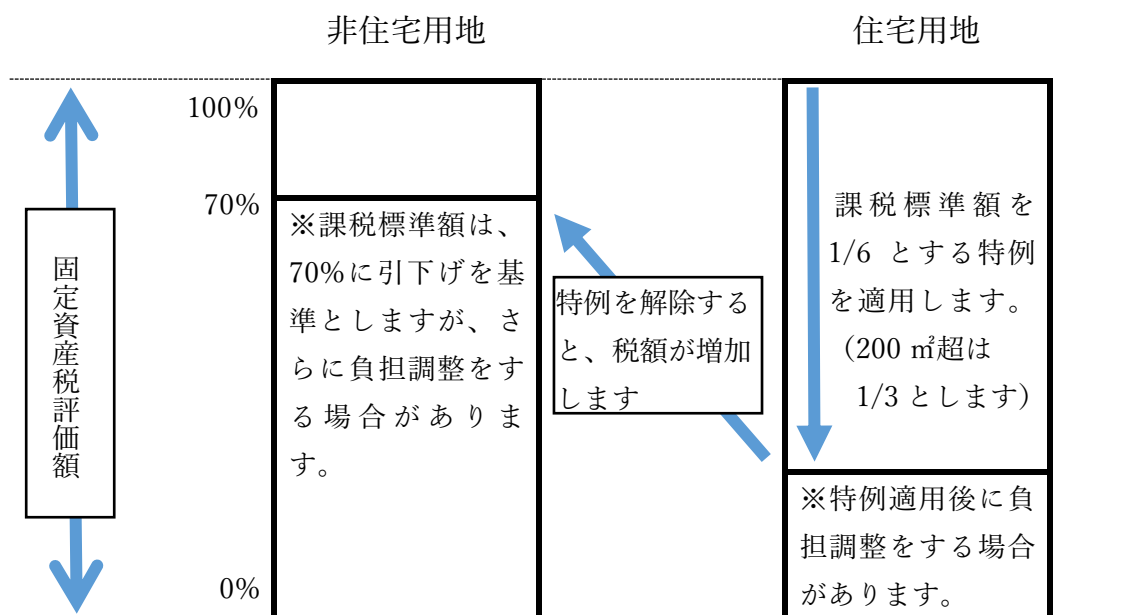 非住宅用地
住宅用地
100%
70%
0%
固定資産税評価額
※課税標準額は、
70%に引下げを基
準としますが、さ
らに負担調整をす
る場合がありま
す。
特例を解除する
と、税額が増加
します
課税標準額を
1/6 とする特例
を適用します。
（200 ㎡超は
1/3 とします）
※特例適用後に負
担調整をする場合
があります。